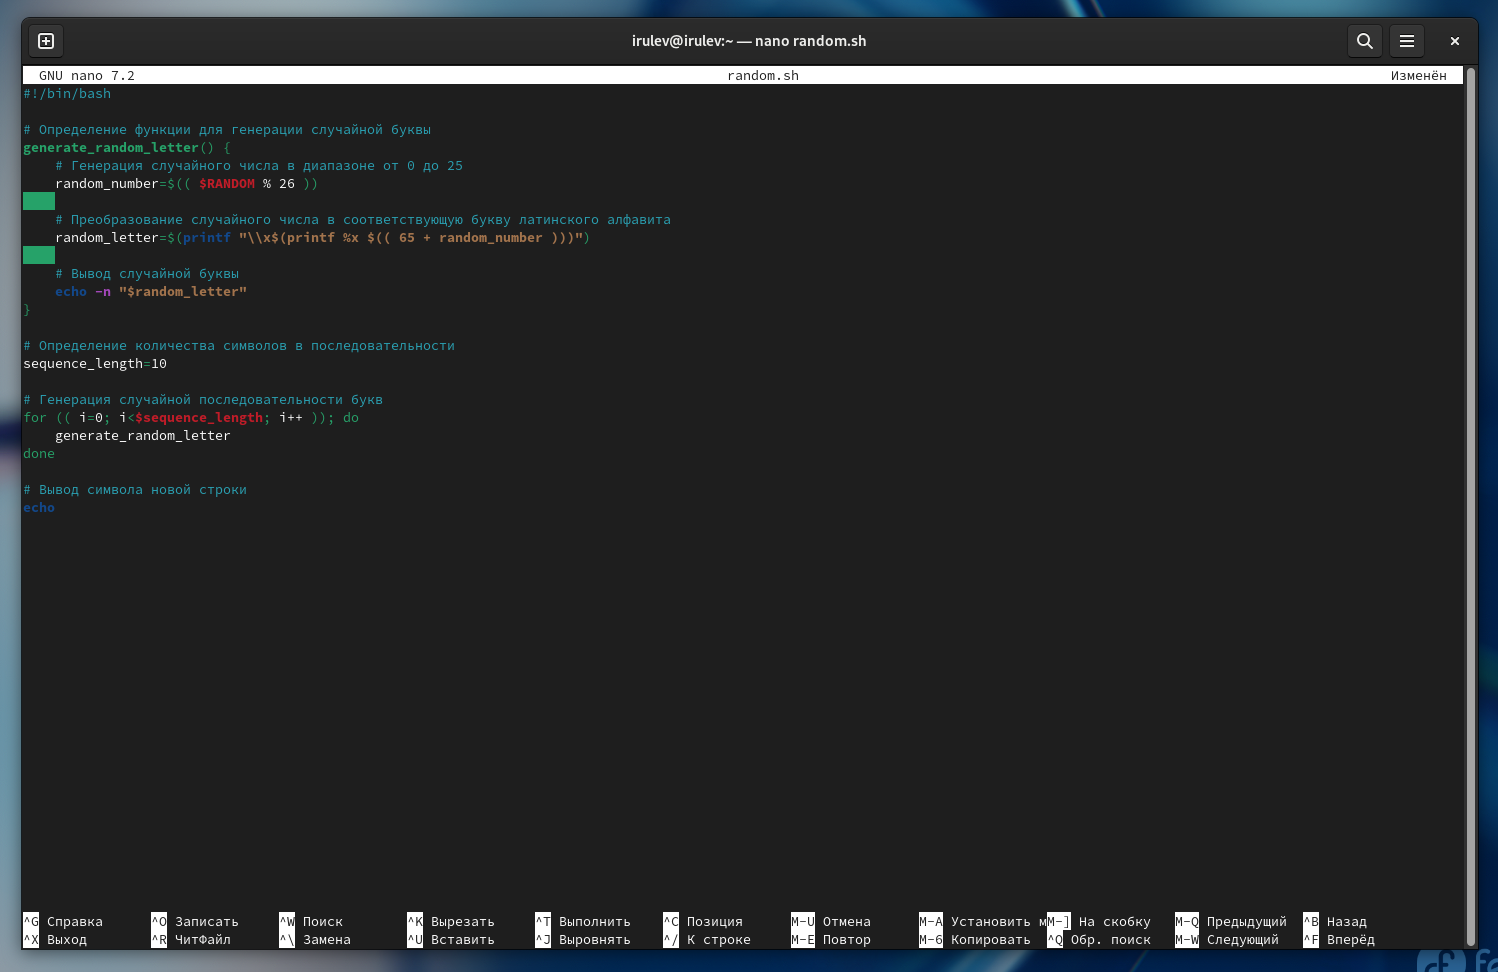 irulev@irulev:~ — nano random.sh
GNU nano 7.2 random.sh Изменён
#!/bin/bash
# Определение функции для генерации случайной буквы
generate_random_letter() {
    # Генерация случайного числа в диапазоне от 0 до 25
    random_number=$(( $RANDOM % 26 ))
    # Преобразование случайного числа в соответствующую букву латинского алфавита
    random_letter=$(printf "\\x$(printf %x $(( 65 + random_number )))")
    # Вывод случайной буквы
    echo -n "$random_letter"
}
# Определение количества символов в последовательности
sequence_length=10
# Генерация случайной последовательности букв
for (( i=0; i<$sequence_length; i++ )); do
    generate_random_letter
done
# Вывод символа новой строки
echo
^G Справка ^O Записать ^W Поиск ^K Вырезать ^T Выполнить ^C Позиция M-U Отмена M-A Установить м M-] На скобку M-Q Предыдущий ^B Назад
^X Выход ^R ЧитФайл ^\ Замена ^U Вставить ^J Выровнять ^/ К строке M-E Повтор M-6 Копировать ^Q Обр. поиск M-W Следующий ^F Вперёд